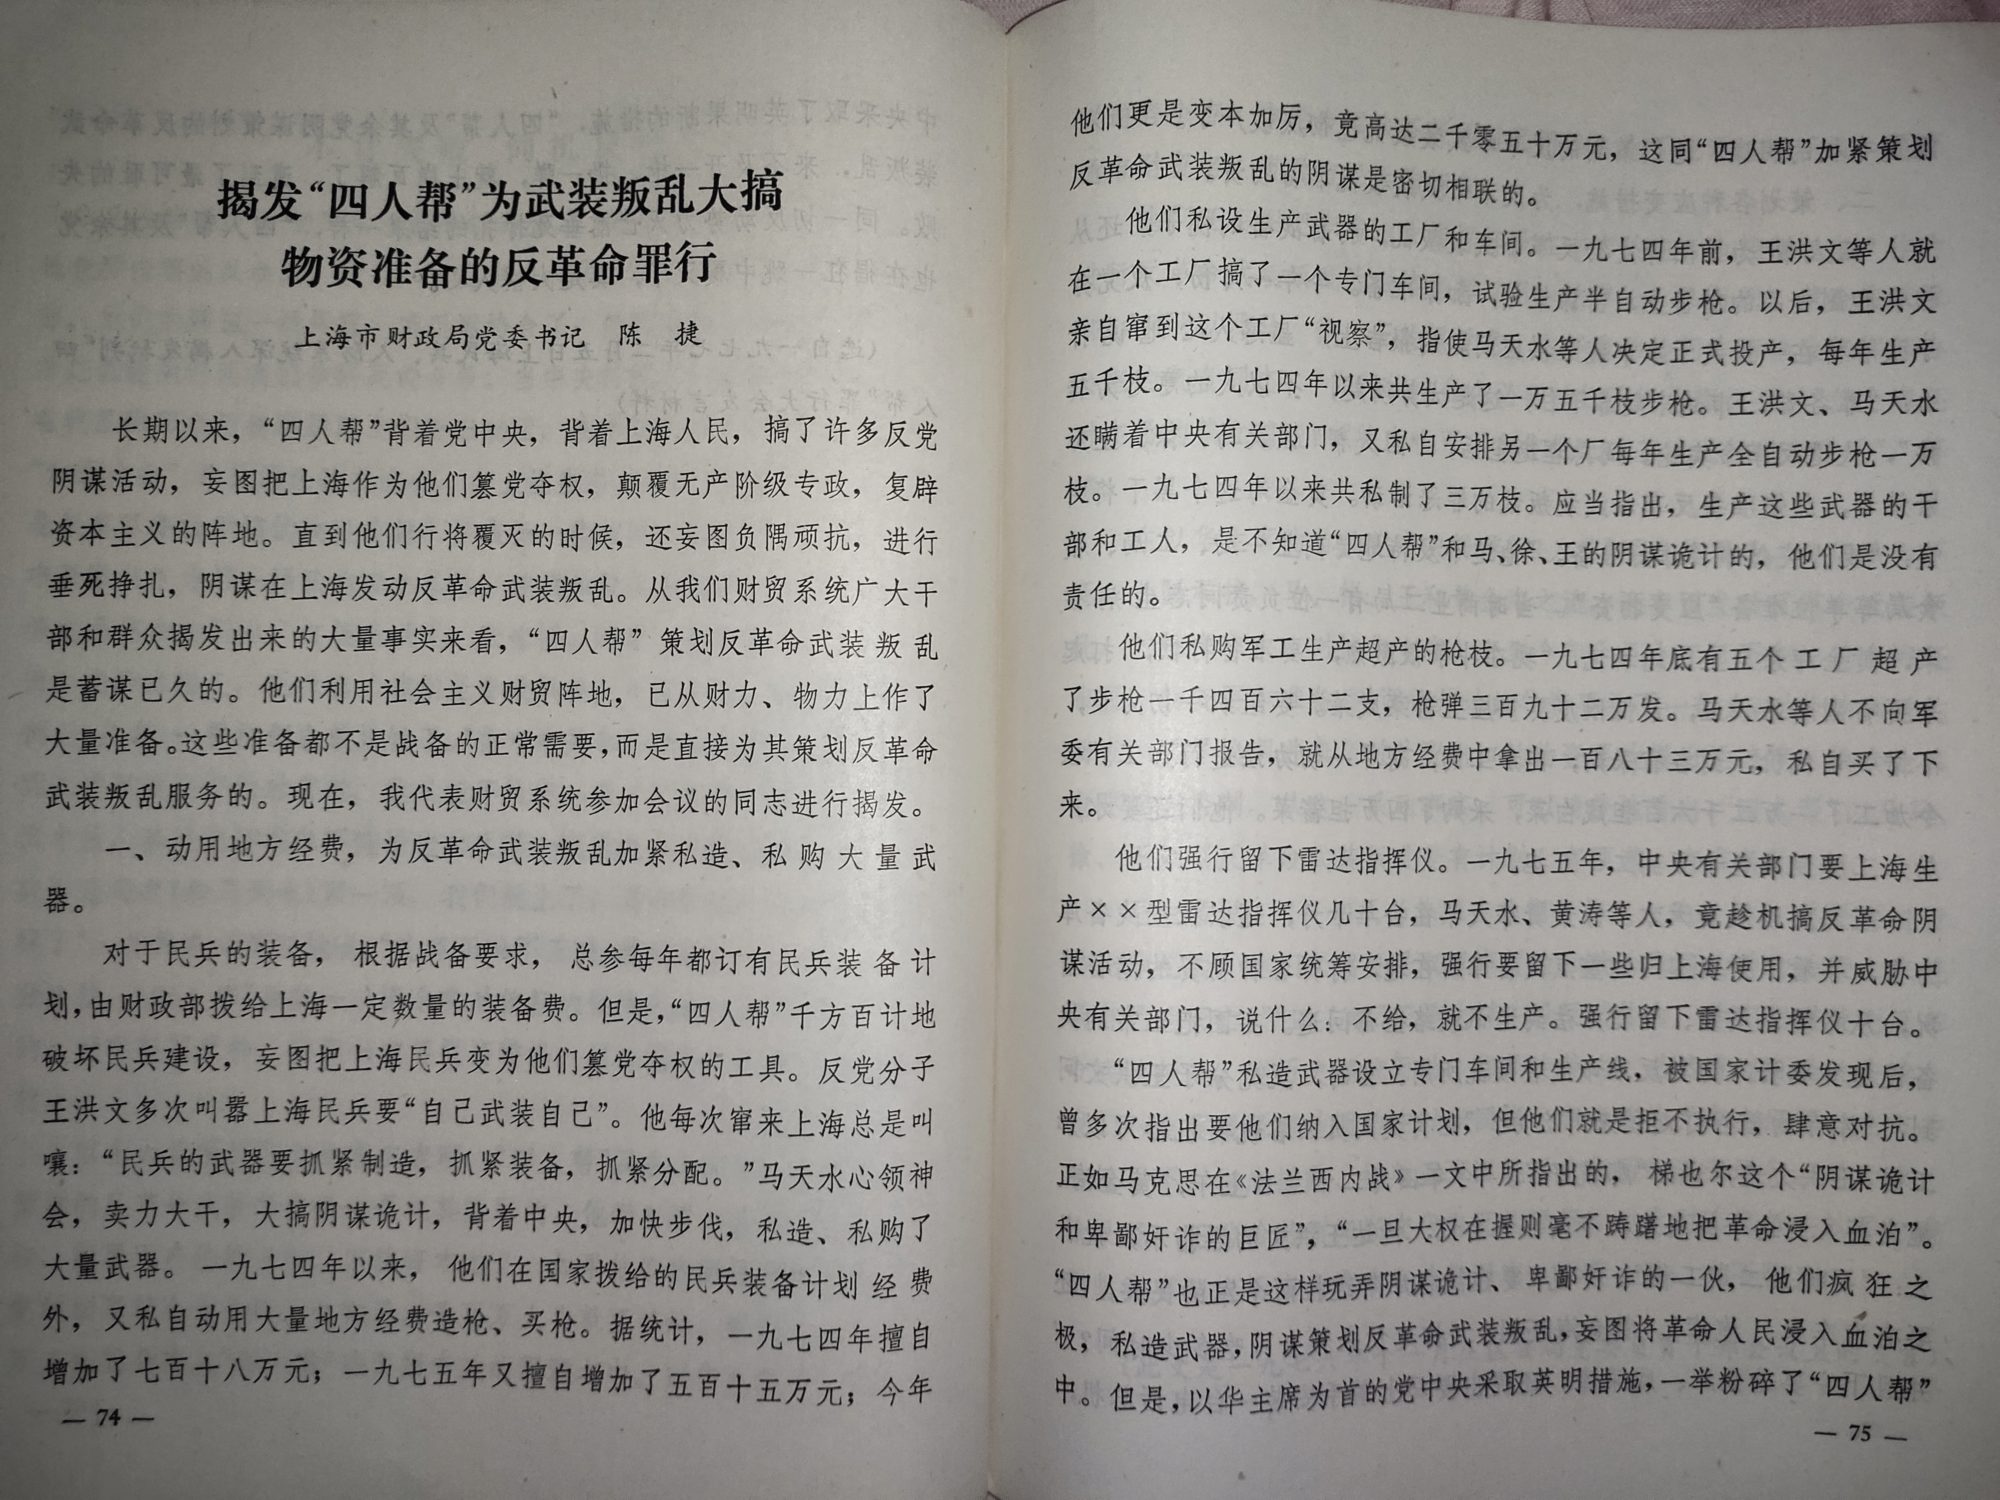 揭发“四人帮”为武装叛乱大搞
物资准备的反革命罪行
上海市财政局党委书记　陈　捷
长期以来，“四人帮”背着党中央，背着上海人民，搞了许多反党
阴谋活动，妄图把上海作为他们篡党夺权，颠覆无产阶级专政，复辟
资本主义的阵地。直到他们行将覆灭的时候，还妄图负隅顽抗，进行
垂死挣扎，阴谋在上海发动反革命武装叛乱。从我们财贸系统广大干
部和群众揭发出来的大量事实来看，“四人帮”策划反革命武装叛乱
是蓄谋已久的。他们利用社会主义财贸阵地，已从财力、物力上作了
大量准备。这些准备都不是战备的正常需要，而是直接为其策划反革命
武装叛乱服务的。现在，我代表财贸系统参加会议的同志进行揭发。
一、动用地方经费，为反革命武装叛乱加紧私造、私购大量武
器。
对于民兵的装备，根据战备要求，总参每年都订有民兵装备计
划，由财政部拨给上海一定数量的装备费。但是，“四人帮”千方百计地
破坏民兵建设，妄图把上海民兵变为他们篡党夺权的工具。反党分子
王洪文多次叫嚣上海民兵要“自己武装自己”。他每次窜来上海总是叫
嚷：“民兵的武器要抓紧制造，抓紧装备，抓紧分配。”马天水心领神
会，卖力大干，大搞阴谋诡计，背着中央，加快步伐，私造、私购了
大量武器。一九七四年以来，他们在国家拨给的民兵装备计划经费
外，又私自动用大量地方经费造枪、买枪。据统计，一九七四年擅自
增加了七百十八万元；一九七五年又擅自增加了五百十五万元；今年
— 74 —
他们更是变本加厉，竟高达二千零五十万元，这同“四人帮”加紧策划
反革命武装叛乱的阴谋是密切相联的。
他们私设生产武器的工厂和车间。一九七四年前，王洪文等人就
在一个工厂搞了一个专门车间，试验生产半自动步枪。以后，王洪文
亲自窜到这个工厂“视察”，指使马天水等人决定正式投产，每年生产
五千枝。一九七四年以来共生产了一万五千枝步枪。王洪文、马天水
还瞒着中央有关部门，又私自安排另一个厂每年生产全自动步枪一万
枝。一九七四年以来共私制了三万枝。应当指出，生产这些武器的干
部和工人，是不知道“四人帮”和马、徐、王的阴谋诡计的，他们是没有
责任的。
他们私购军工生产超产的枪枝。一九七四年底有五个工厂超产
了步枪一千四百六十二支，枪弹三百九十二万发。马天水等人不向军
委有关部门报告，就从地方经费中拿出一百八十三万元，私自买了下
来。
他们强行留下雷达指挥仪。一九七五年，中央有关部门要上海生
产××型雷达指挥仪几十台，马天水、黄涛等人，竟趁机搞反革命阴
谋活动，不顾国家统筹安排，强行要留下一些归上海使用，并威胁中
央有关部门，说什么：不给，就不生产。强行留下雷达指挥仪十台。
“四人帮”私造武器设立专门车间和生产线，被国家计委发现后，
曾多次指出要他们纳入国家计划，但他们就是拒不执行，肆意对抗。
正如马克思在《法兰西内战》一文中所指出的，梯也尔这个“阴谋诡计
和卑鄙奸诈的巨匠”，“一旦大权在握则毫不踌躇地把革命浸入血泊”。
“四人帮”也正是这样玩弄阴谋诡计、卑鄙奸诈的一伙，他们疯狂之
极，私造武器，阴谋策划反革命武装叛乱，妄图将革命人民浸入血泊之
中。但是，以华主席为首的党中央采取英明措施，一举粉碎了“四人帮”
— 75 —